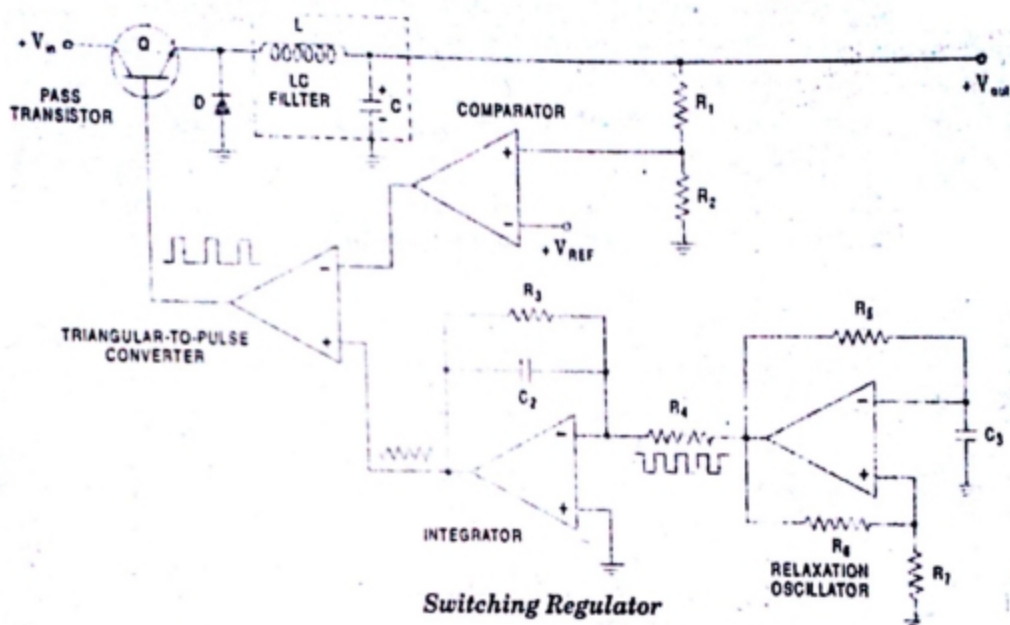 L
+ Vin
Q
LC
FILLTER
+ Vout
PASS
TRANSISTOR
D
+
C
-
COMPARATOR
R1
+
R2
-
+ VREF
-
R3
R5
TRIANGULAR-TO-PULSE
CONVERTER
+
C2
R4
-
C3
-
+
+
INTEGRATOR
R6
RELAXATION
OSCILLATOR
R7
Switching Regulator